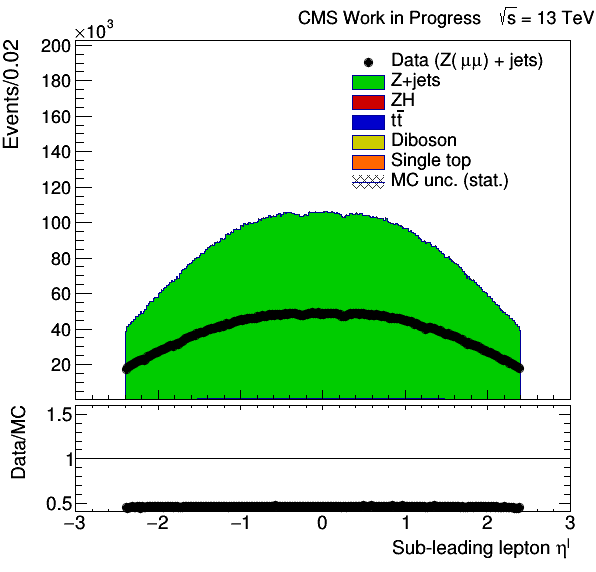 CMS Work in Progress √s = 13 TeV
×10³
Events/0.02
200
180
160
140
120
100
80
60
40
20
Data (Z(μμ) + jets)
Z+jets
ZH
tt̅
Diboson
Single top
MC unc. (stat.)
Data/MC
1.5
1
0.5
−3 −2 −1 0 1 2 3
Sub-leading lepton ηˡ